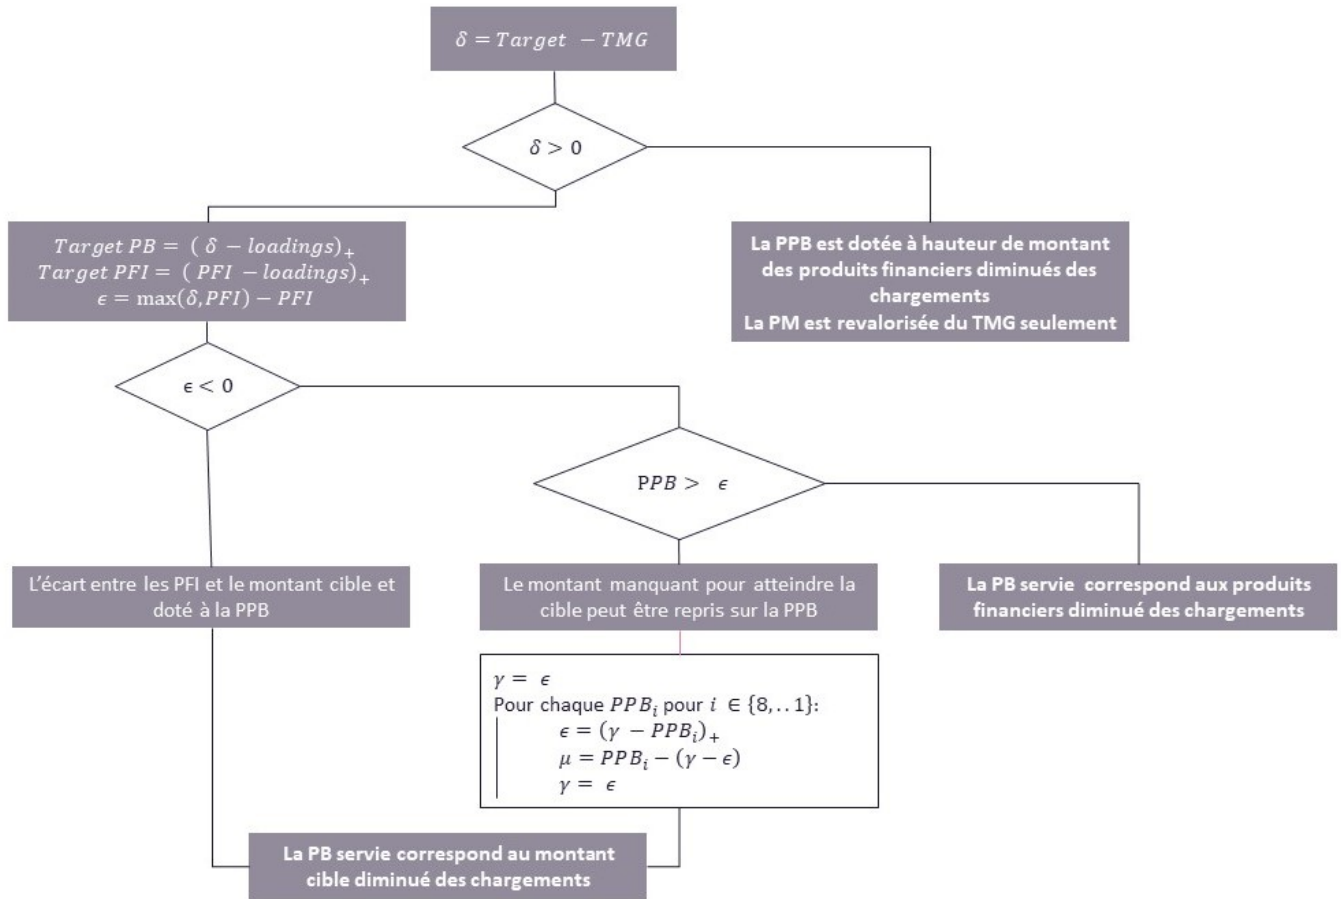 δ = Target − TMG
δ > 0
Target PB = ( δ − loadings)₊
Target PFI = ( PFI − loadings)₊
ϵ = max(δ, PFI) − PFI
La PPB est dotée à hauteur de montant
des produits financiers diminués des
chargements
La PM est revalorisée du TMG seulement
ϵ < 0
PPB > ϵ
L'écart entre les PFI et le montant cible et
doté à la PPB
Le montant manquant pour atteindre la
cible peut être repris sur la PPB
La PB servie correspond aux produits
financiers diminué des chargements
γ = ϵ
Pour chaque PPBᵢ pour i ∈ {8,..1}:
ϵ = (γ − PPBᵢ)₊
μ = PPBᵢ − (γ − ϵ)
γ = ϵ
La PB servie correspond au montant
cible diminué des chargements